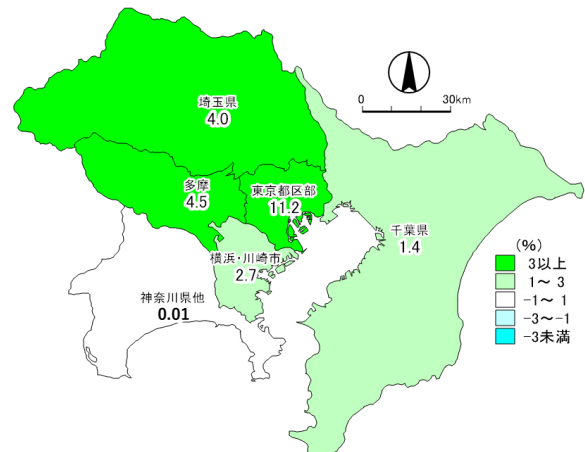 0
30km
埼玉県
4.0
多摩
4.5
東京都区部
11.2
千葉県
1.4
横浜・川崎市
2.7
神奈川県他
0.01
(%)
3以上
1～ 3
-1～ 1
-3～-1
-3未満